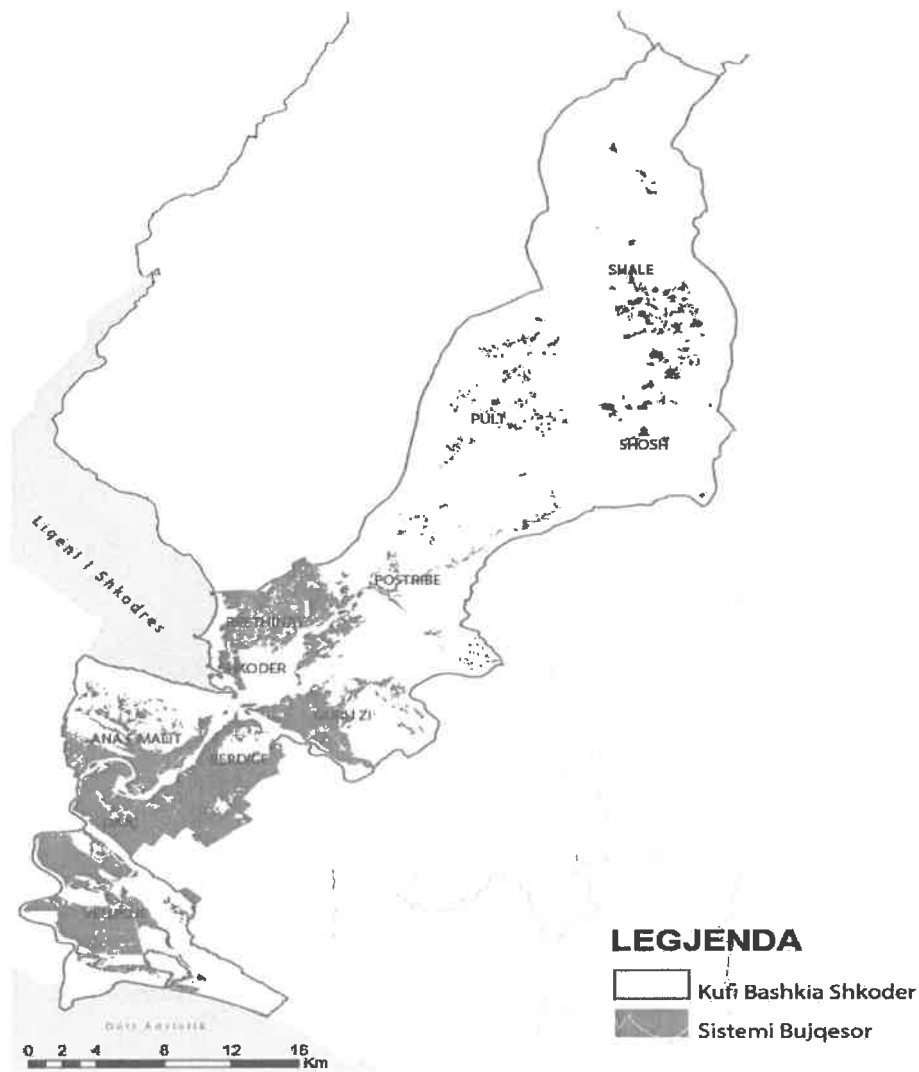 SHALE
PULT
SHOSH
Liqeni i Shkodres
POSTRIBE
RRETHINAT
SHKODER
GURI I ZI
ANA E MALIT
BERDICE
VELIPOJE
Deti Adriatik
LEGJENDA
Kufi Bashkia Shkoder
Sistemi Bujqesor
0 2 4 8 12 16
Km